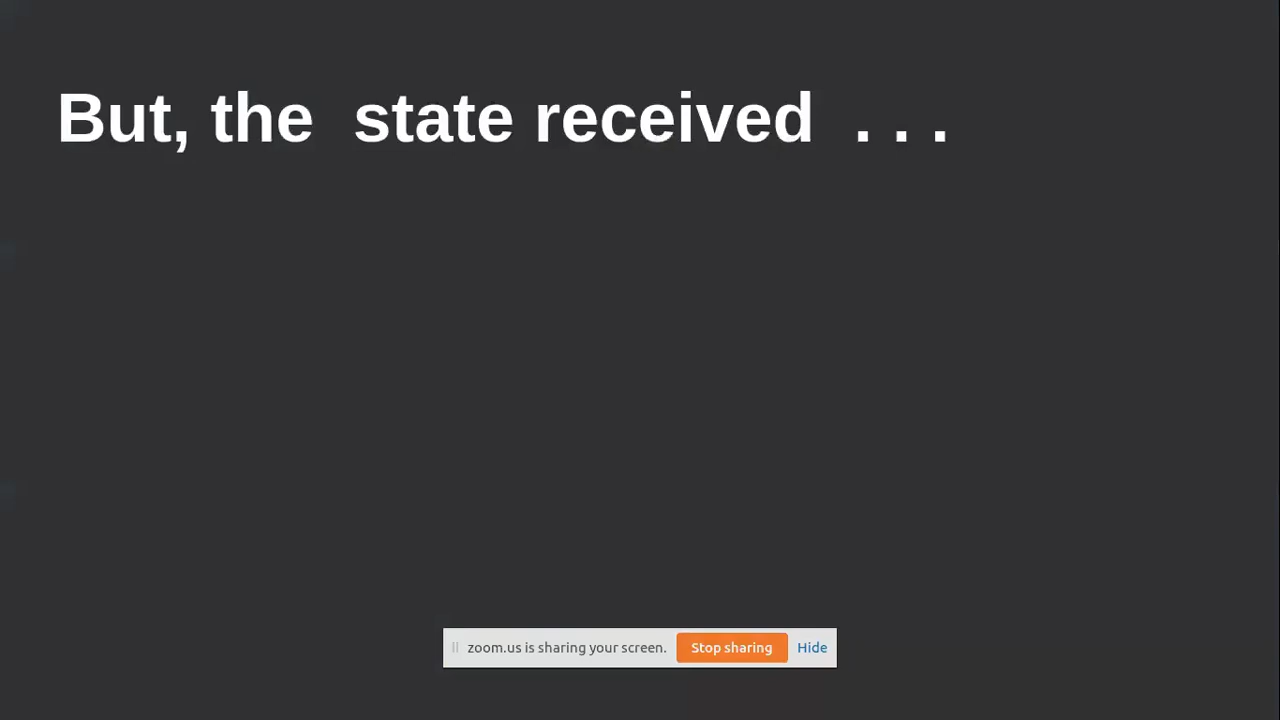 But, the  state received  . . .
zoom.us is sharing your screen. Stop sharing Hide